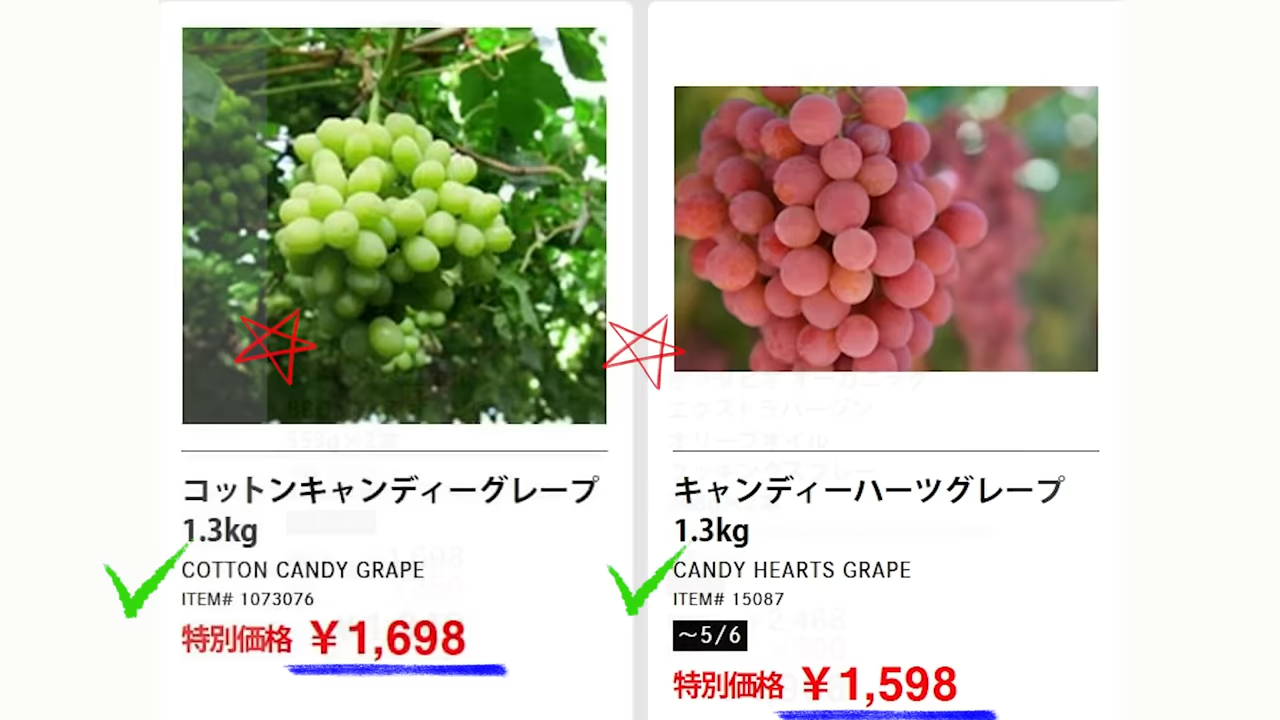 コットンキャンディーグレープ
1.3kg
COTTON CANDY GRAPE
ITEM# 1073076
特別価格 ¥1,698
キャンディーハーツグレープ
1.3kg
CANDY HEARTS GRAPE
ITEM# 15087
～5/6
特別価格 ¥1,598